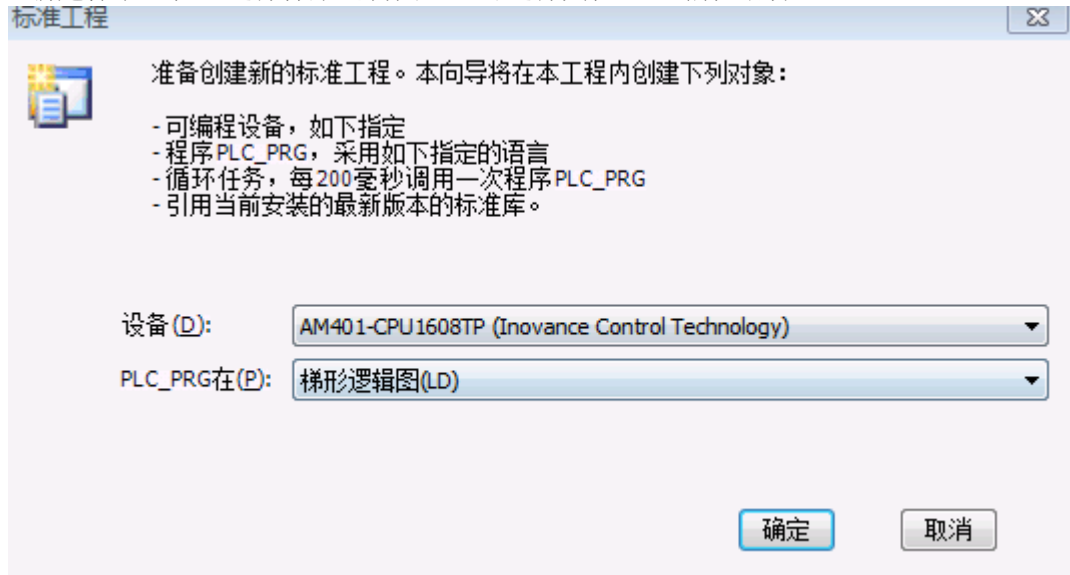 标准工程
准备创建新的标准工程。本向导将在本工程内创建下列对象：
-可编程设备，如下指定
-程序PLC_PRG，采用如下指定的语言
-循环任务，每200毫秒调用一次程序PLC_PRG
-引用当前安装的最新版本的标准库。
设备(D): AM401-CPU1608TP (Inovance Control Technology)
PLC_PRG在(P): 梯形逻辑图(LD)
确定 取消